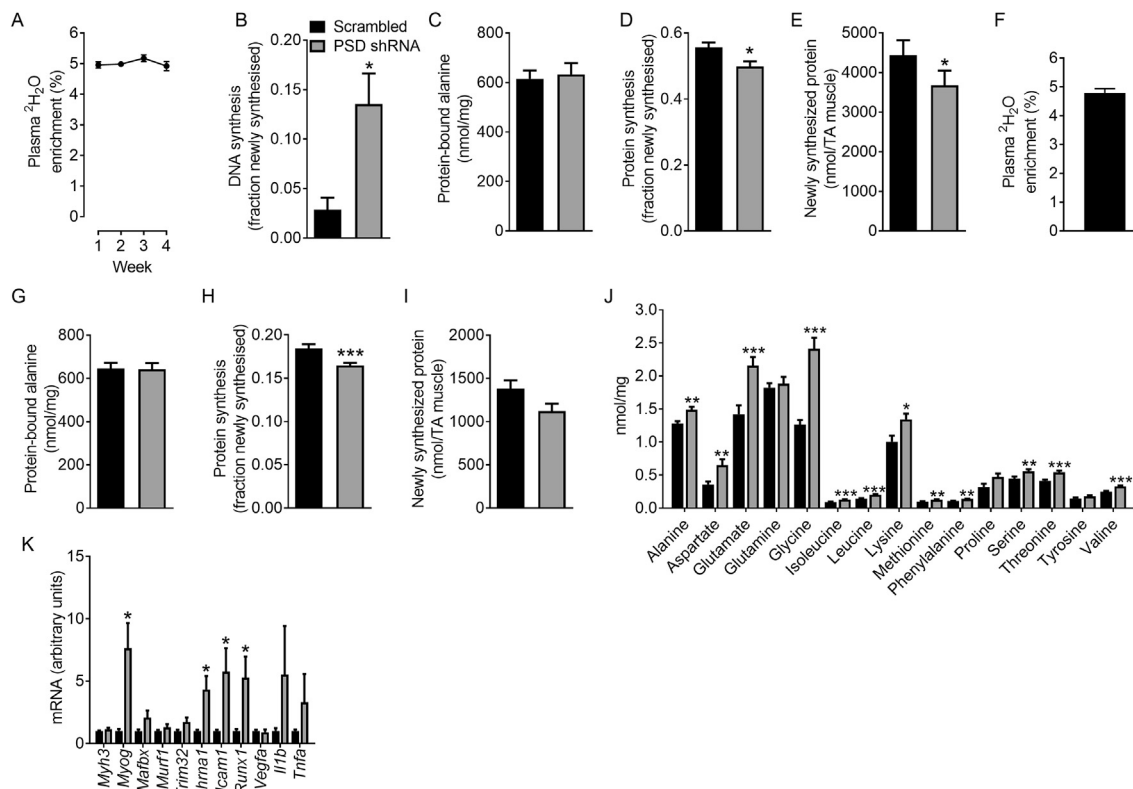 A
Plasma ²H₂O
enrichment (%)
6
5
4
3
2
1
0
1 2 3 4
Week
B
Scrambled
PSD shRNA
DNA synthesis
(fraction newly synthesised)
0.20
0.15
0.10
0.05
0.00
*
C
Protein-bound alanine
(nmol/mg)
800
600
400
200
0
D
Protein synthesis
(fraction newly synthesised)
0.6
0.4
0.2
0.0
*
E
Newly synthesized protein
(nmol/TA muscle)
5000
4000
3000
2000
1000
0
*
F
Plasma ²H₂O
enrichment (%)
6
5
4
3
2
1
0
G
Protein-bound alanine
(nmol/mg)
800
600
400
200
0
H
Protein synthesis
(fraction newly synthesised)
0.20
0.15
0.10
0.05
0.00
***
I
Newly synthesized protein
(nmol/TA muscle)
2000
1500
1000
500
0
J
nmol/mg
3.0
2.5
2.0
1.5
1.0
0.5
0.0
** ** *** *** *** *** * ** ** ** *** ***
Alanine
Aspartate
Glutamate
Glutamine
Glycine
Isoleucine
Leucine
Lysine
Methionine
Phenylalanine
Proline
Serine
Threonine
Tyrosine
Valine
K
mRNA (arbitrary units)
15
10
5
0
* * * *
Myh3
Myog
Mafbx
Murf1
rim32
hrna1
lcam1
Runx1
Vegfa
Il1b
Tnfa